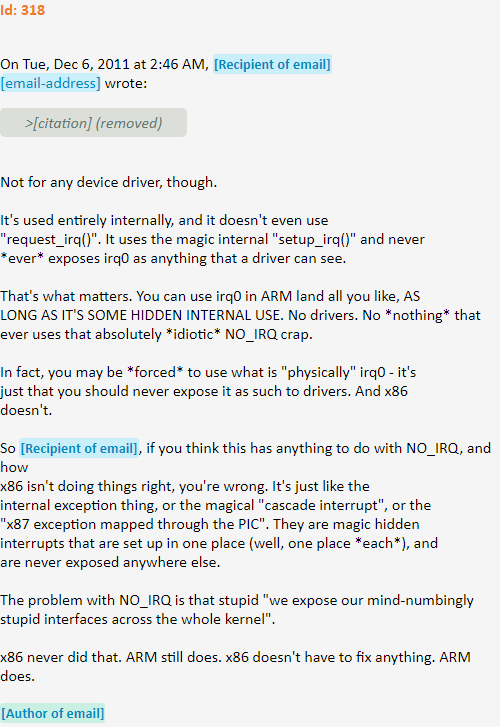 Id: 318
On Tue, Dec 6, 2011 at 2:46 AM, [Recipient of email]
[email-address] wrote:
>[citation] (removed)
Not for any device driver, though.
It's used entirely internally, and it doesn't even use
"request_irq()". It uses the magic internal "setup_irq()" and never
*ever* exposes irq0 as anything that a driver can see.
That's what matters. You can use irq0 in ARM land all you like, AS
LONG AS IT'S SOME HIDDEN INTERNAL USE. No drivers. No *nothing* that
ever uses that absolutely *idiotic* NO_IRQ crap.
In fact, you may be *forced* to use what is "physically" irq0 - it's
just that you should never expose it as such to drivers. And x86
doesn't.
So [Recipient of email], if you think this has anything to do with NO_IRQ, and
how
x86 isn't doing things right, you're wrong. It's just like the
internal exception thing, or the magical "cascade interrupt", or the
"x87 exception mapped through the PIC". They are magic hidden
interrupts that are set up in one place (well, one place *each*), and
are never exposed anywhere else.
The problem with NO_IRQ is that stupid "we expose our mind-numbingly
stupid interfaces across the whole kernel".
x86 never did that. ARM still does. x86 doesn't have to fix anything. ARM
does.
[Author of email]